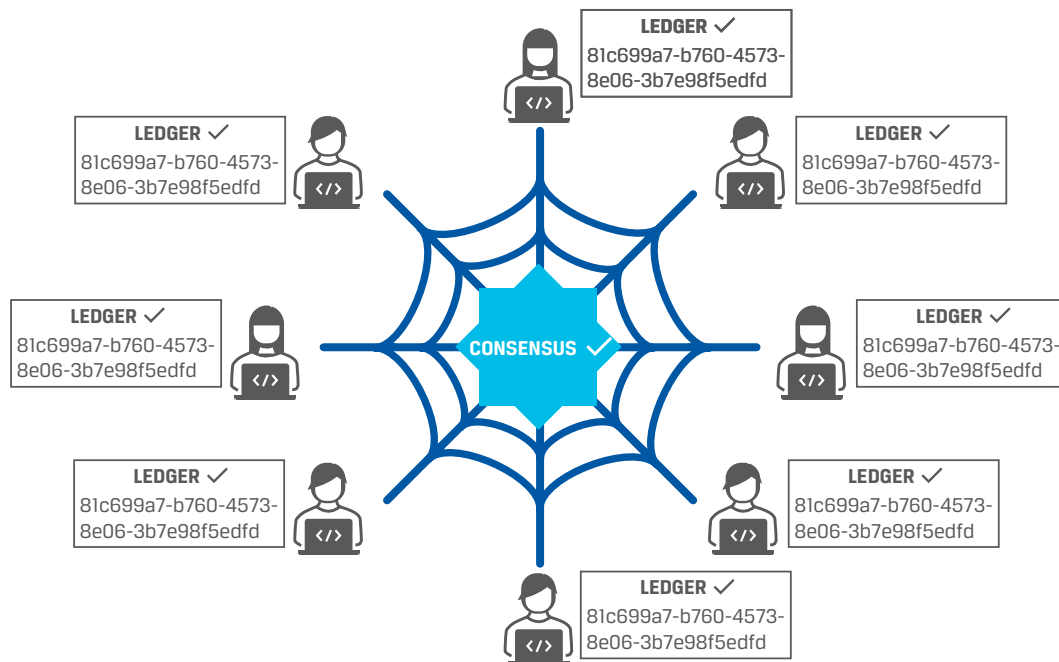 LEDGER ✓
81c699a7-b760-4573-
8e06-3b7e98f5edfd
</>
LEDGER ✓
81c699a7-b760-4573-
8e06-3b7e98f5edfd
</>
LEDGER ✓
81c699a7-b760-4573-
8e06-3b7e98f5edfd
</>
LEDGER ✓
81c699a7-b760-4573-
8e06-3b7e98f5edfd
</>
CONSENSUS ✓
LEDGER ✓
81c699a7-b760-4573-
8e06-3b7e98f5edfd
</>
LEDGER ✓
81c699a7-b760-4573-
8e06-3b7e98f5edfd
</>
LEDGER ✓
81c699a7-b760-4573-
8e06-3b7e98f5edfd
</>
LEDGER ✓
81c699a7-b760-4573-
8e06-3b7e98f5edfd
</>